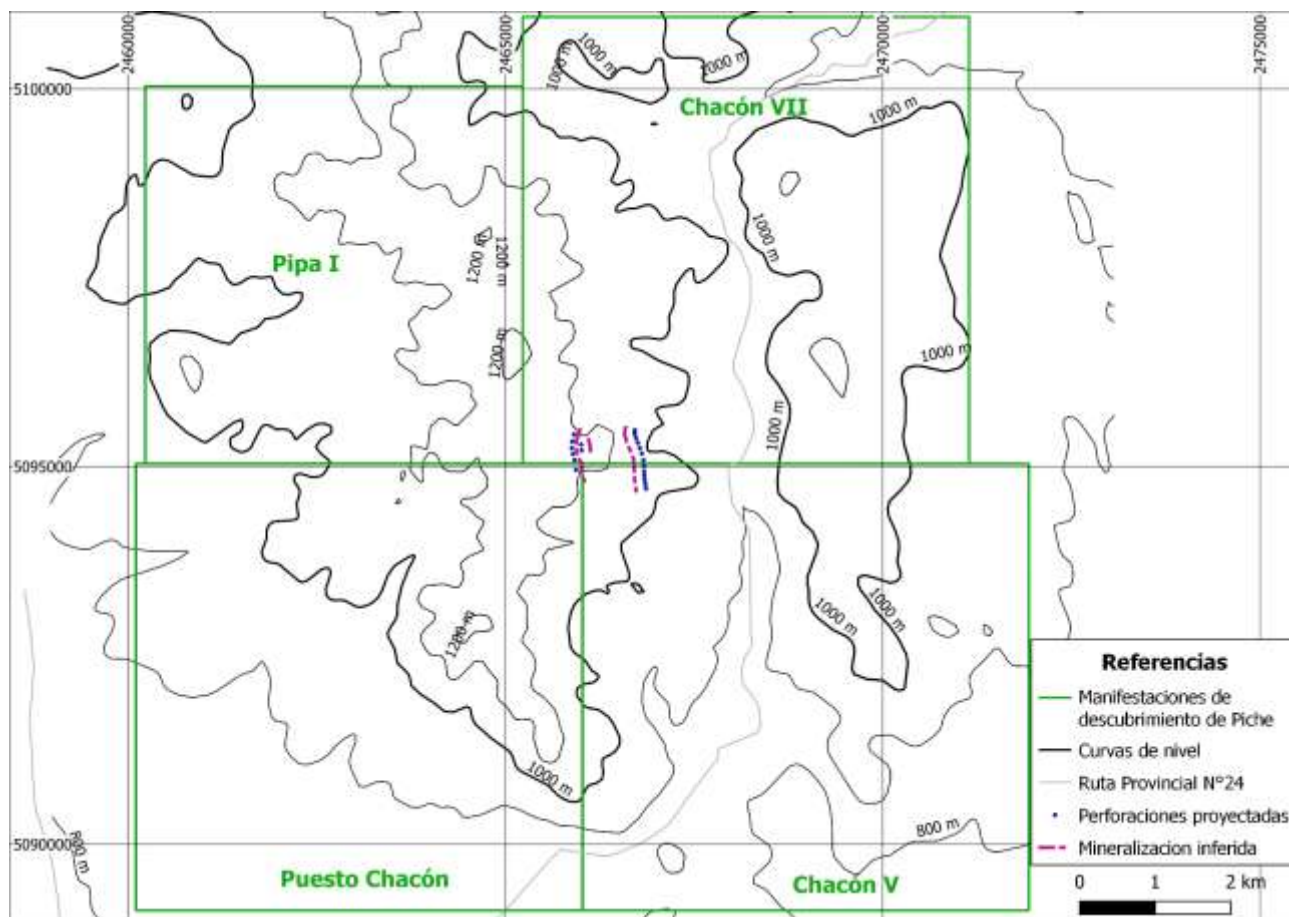 2460000
2465000
2470000
2475000
1000 m
1000 m
1000 m
5100000
Chacón VII
1000 m
1000 m
Pipa I
1200 m
1200 m
1200 m
1000 m
1000 m
5095000
1000 m
1000 m
1200 m
1000 m
800 m
800 m
5090000
Puesto Chacón
Chacón V
Referencias
Manifestaciones de
descubrimiento de Piche
Curvas de nivel
Ruta Provincial N°24
Perforaciones proyectadas
Mineralizacion inferida
0 1 2 km